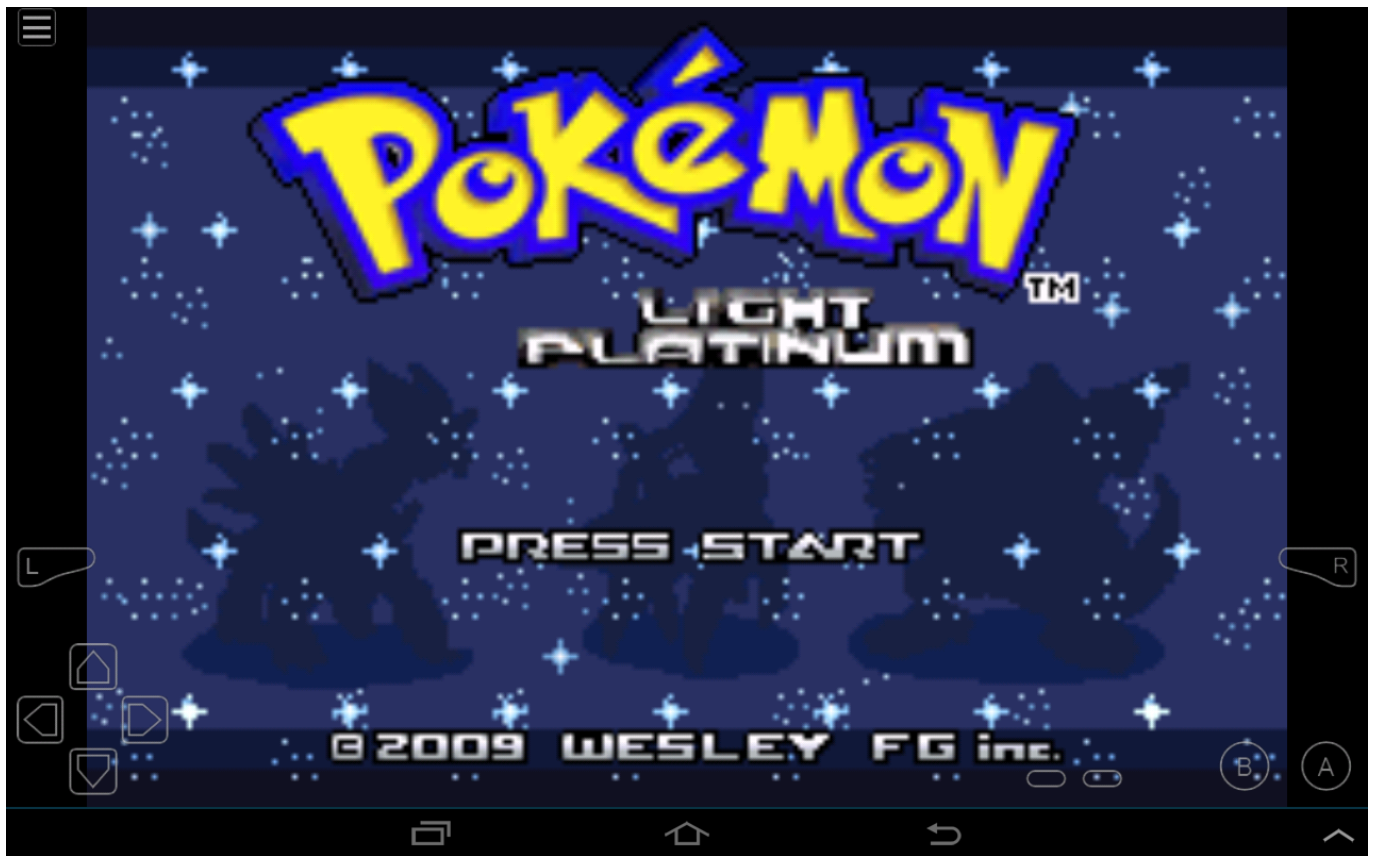 POKéMON
TM
LIGHT
PLATINUM
L
PRESS START
R
©2009 WESLEY FG inc.
B
A